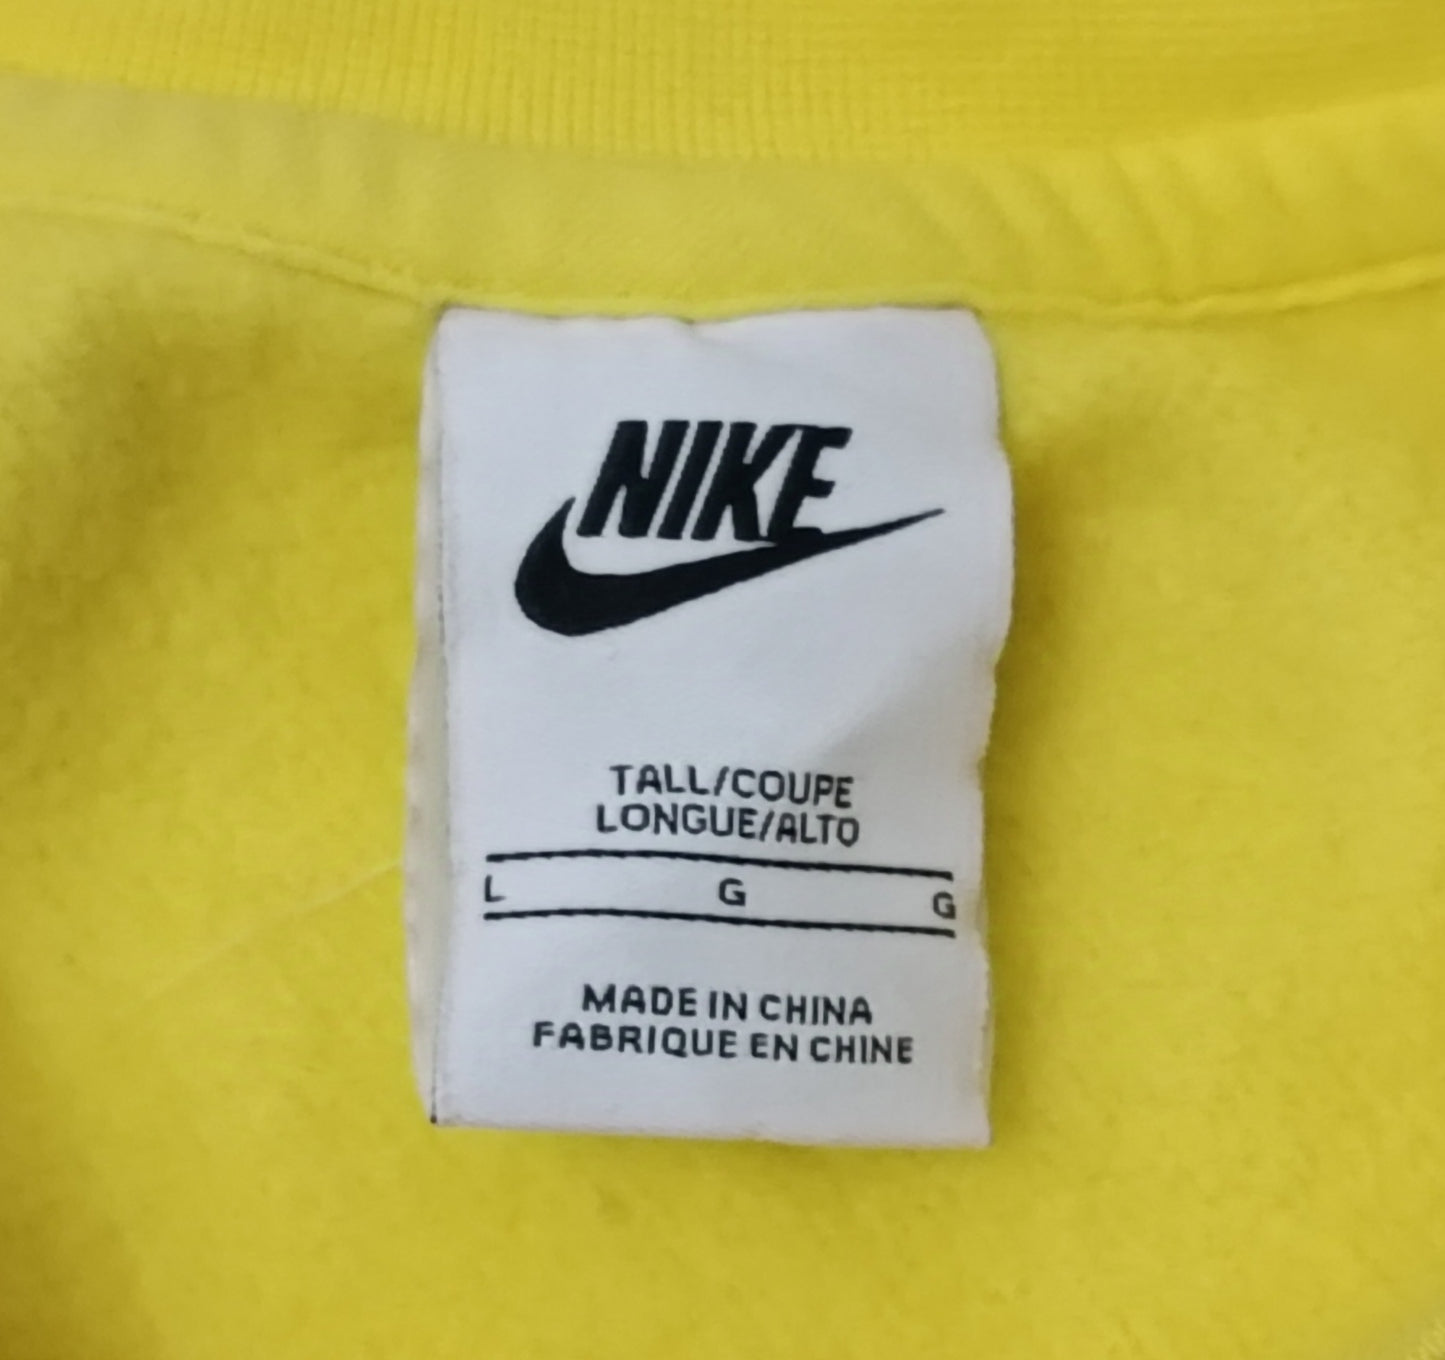 NIKE
TALL/COUPE
LONGUE/ALTO
L G G
MADE IN CHINA
FABRIQUE EN CHINE